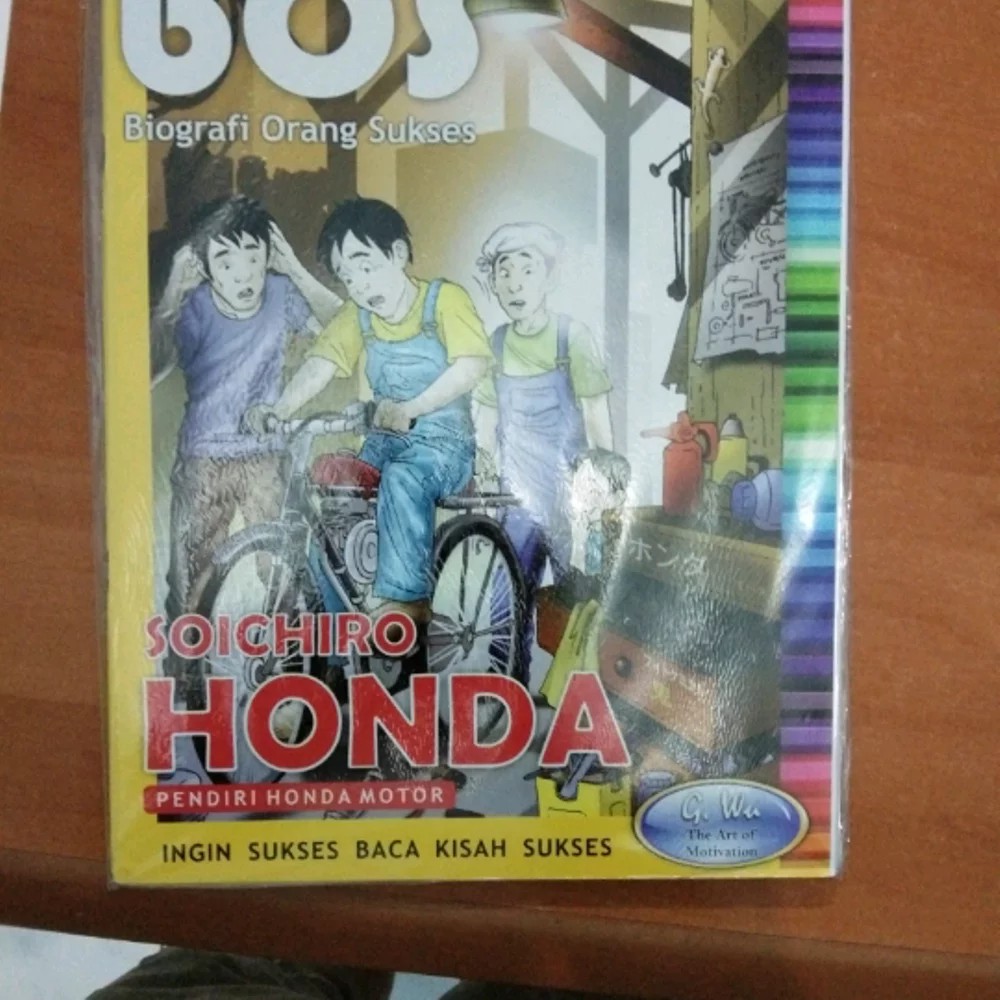 BOS
Biografi Orang Sukses
ホンダ
SOICHIRO
HONDA
PENDIRI HONDA MOTOR
INGIN SUKSES BACA KISAH SUKSES
G. Wu
The Art of
Motivation